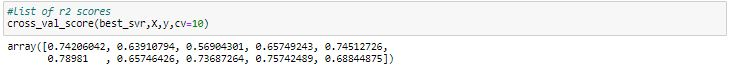 #list of r2 scores
cross_val_score(best_svr,X,y,cv=10)
array([0.74206042, 0.63910794, 0.56904301, 0.65749243, 0.74512726,
0.78981   , 0.65746426, 0.73687264, 0.75742489, 0.68844875])